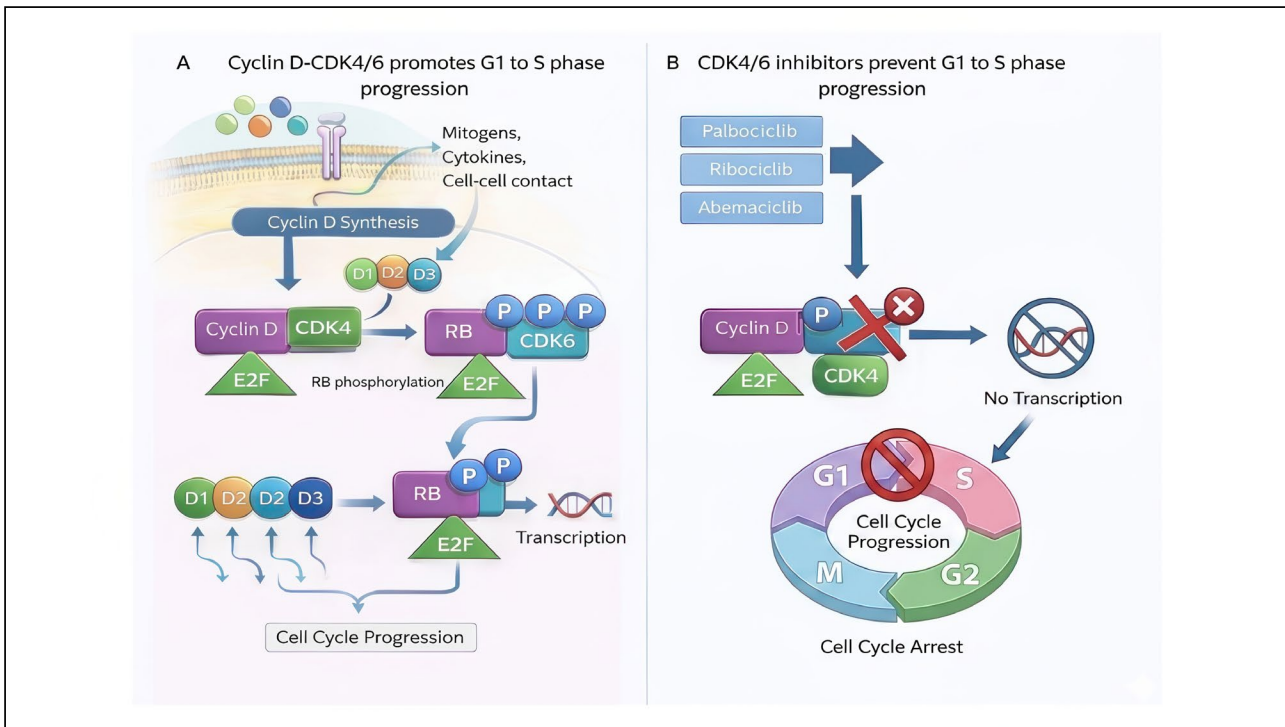 A Cyclin D-CDK4/6 promotes G1 to S phase
progression
Mitogens,
Cytokines,
Cell-cell contact
Cyclin D Synthesis
D1 D2 D3
Cyclin D CDK4
E2F
RB phosphorylation
P P P
RB CDK6
E2F
D1 D2 D2 D3
P P
RB
E2F
Transcription
Cell Cycle Progression
B CDK4/6 inhibitors prevent G1 to S phase
progression
Palbociclib
Ribociclib
Abemaciclib
Cyclin D P
E2F CDK4
No Transcription
G1 S
Cell Cycle
Progression
M G2
Cell Cycle Arrest